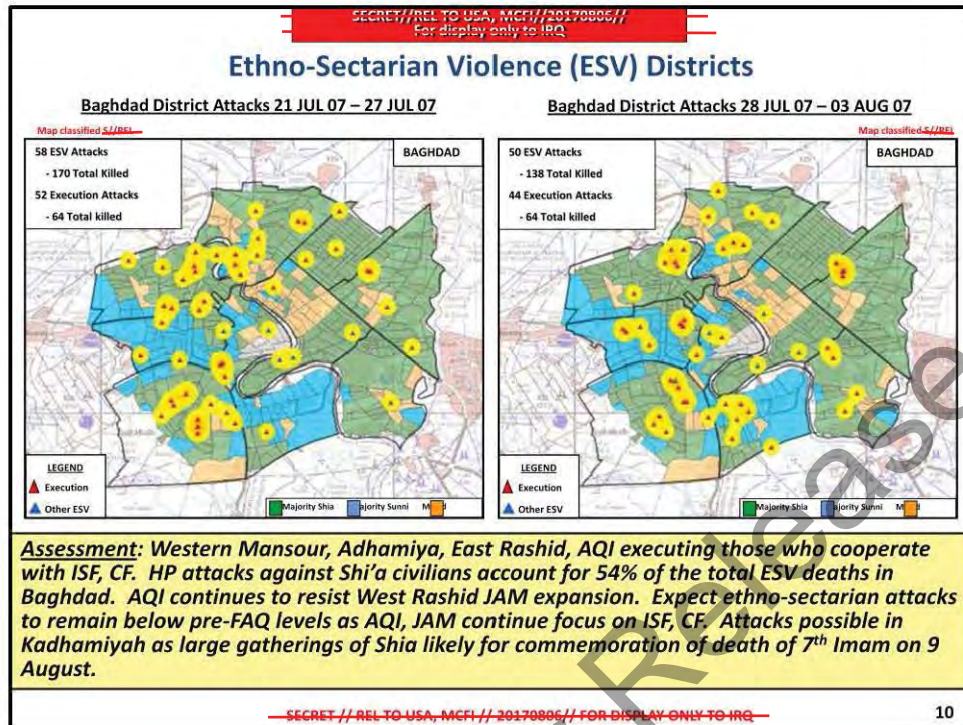 SECRET//REL TO USA, MCFI//20170806//
For display only to IRQ
Ethno-Sectarian Violence (ESV) Districts
Baghdad District Attacks 21 JUL 07 – 27 JUL 07
Map classified S//REL
58 ESV Attacks
- 170 Total Killed
52 Execution Attacks
- 64 Total killed
BAGHDAD
LEGEND
Execution
Other ESV
Majority Shia
ajority Sunni
Baghdad District Attacks 28 JUL 07 – 03 AUG 07
Map classified S//REL
50 ESV Attacks
- 138 Total Killed
44 Execution Attacks
- 64 Total killed
BAGHDAD
LEGEND
Execution
Other ESV
Majority Shia
ajority Sunni
Assessment: Western Mansour, Adhamiya, East Rashid, AQI executing those who cooperate
with ISF, CF. HP attacks against Shi'a civilians account for 54% of the total ESV deaths in
Baghdad. AQI continues to resist West Rashid JAM expansion. Expect ethno-sectarian attacks
to remain below pre-FAQ levels as AQI, JAM continue focus on ISF, CF. Attacks possible in
Kadhamiyah as large gatherings of Shia likely for commemoration of death of 7th Imam on 9
August.
Release
SECRET // REL TO USA, MCFI // 20170806// FOR DISPLAY ONLY TO IRQ
10